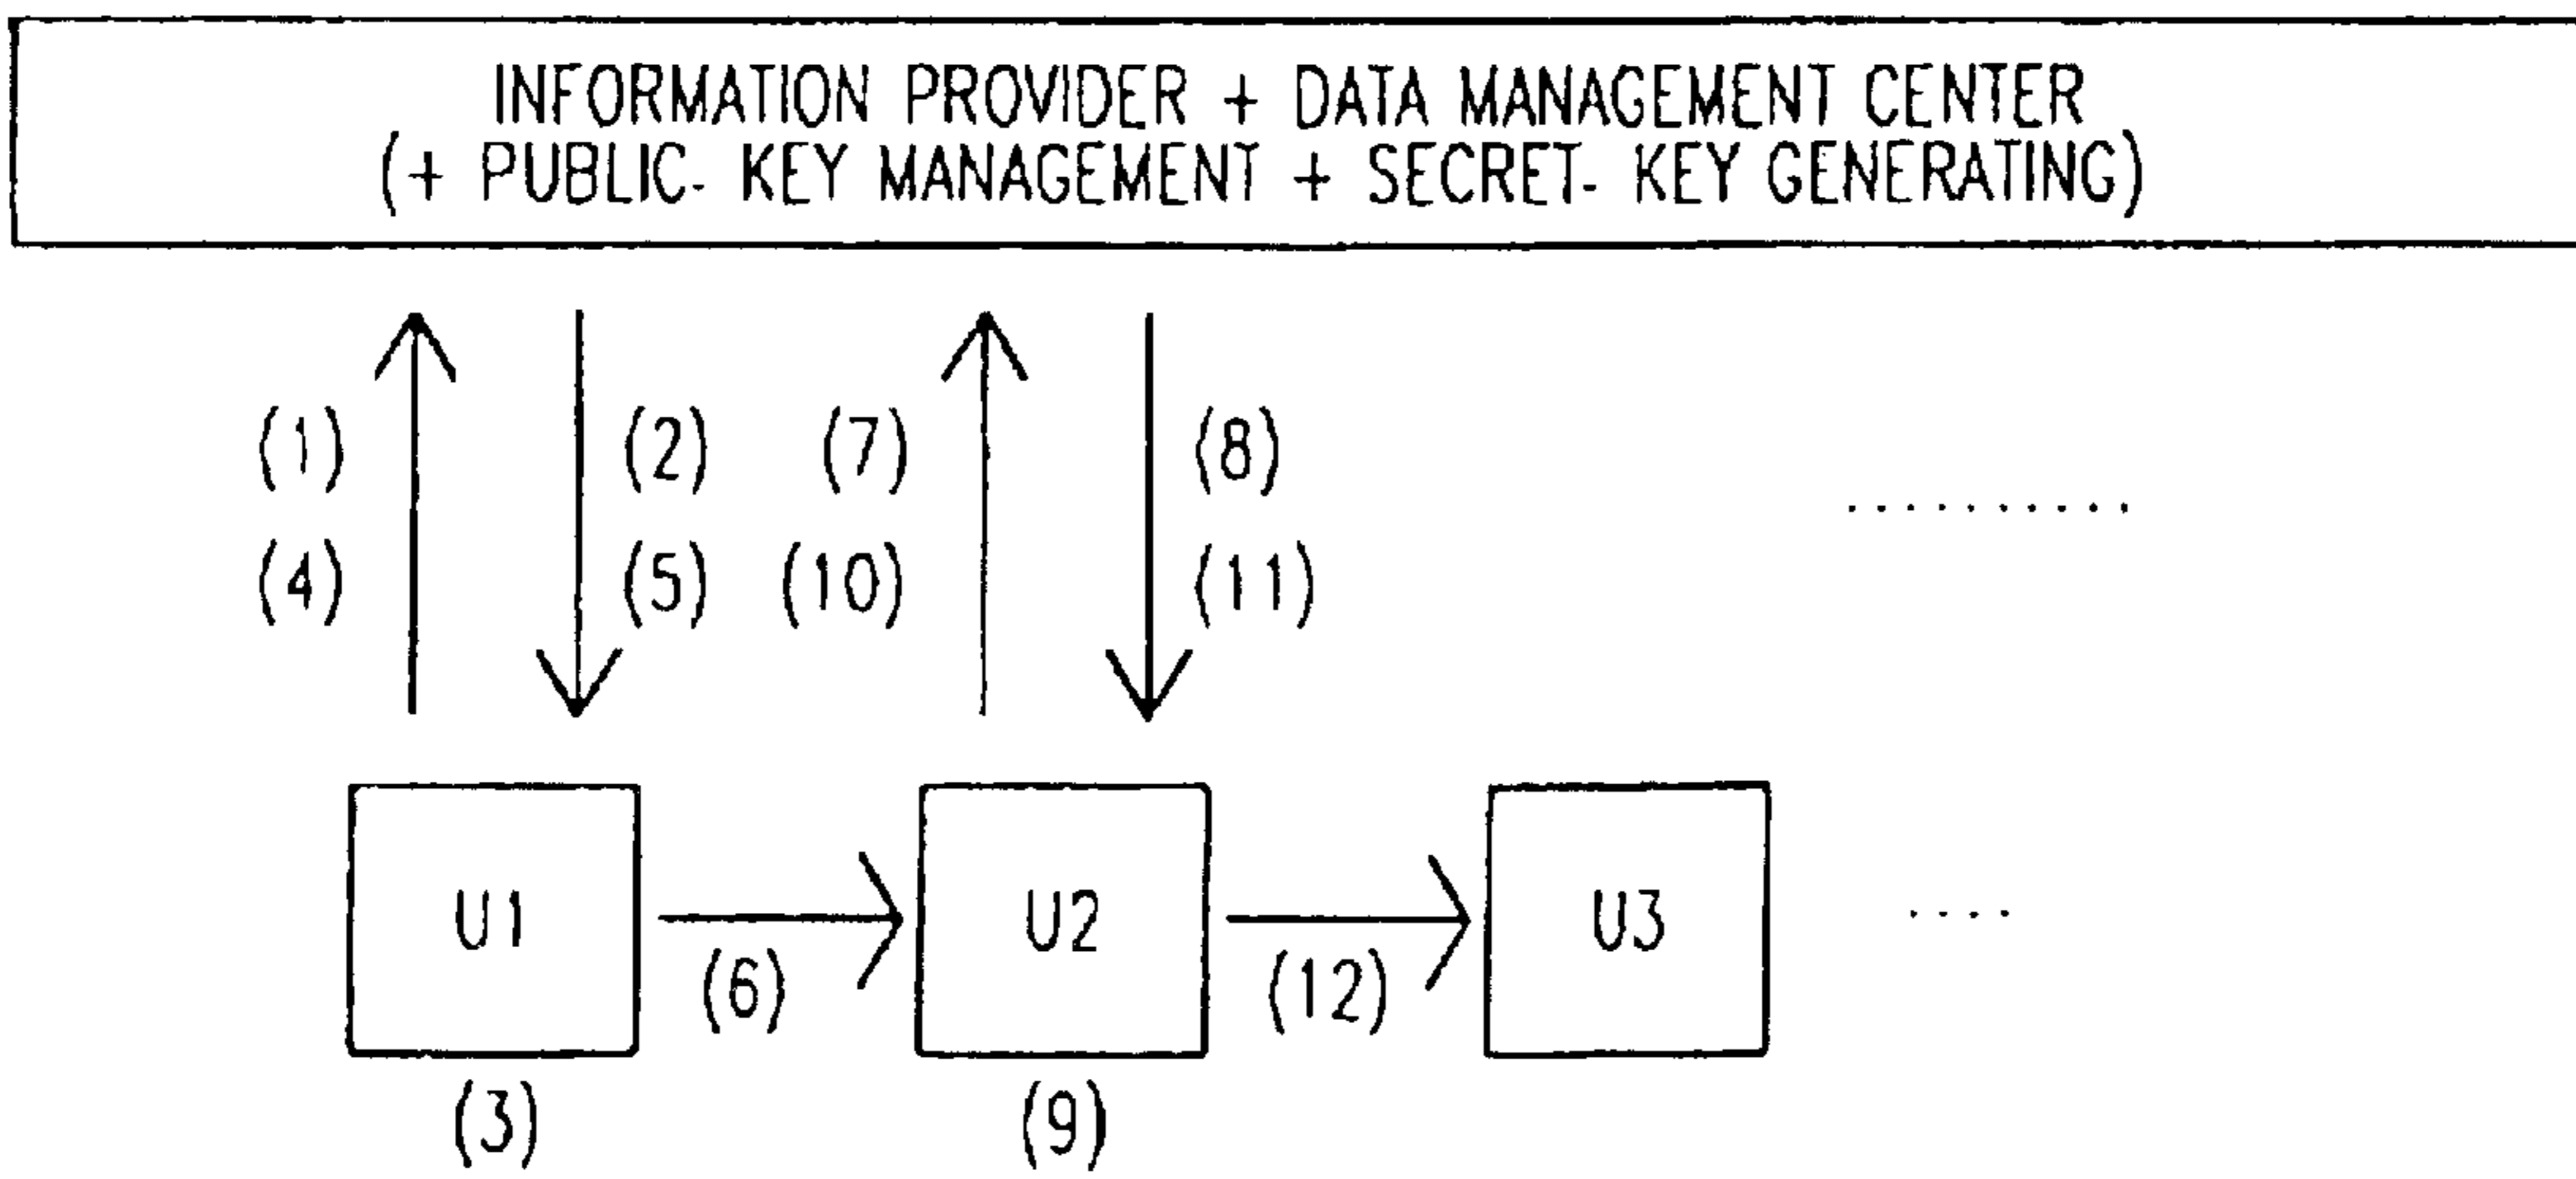 INFORMATION PROVIDER + DATA MANAGEMENT CENTER
(+ PUBLIC- KEY MANAGEMENT + SECRET- KEY GENERATING)
(1) (2) (7) (8)
..........
(4) (5) (10) (11)
U1 U2 U3 ....
(6) (12)
(3) (9)